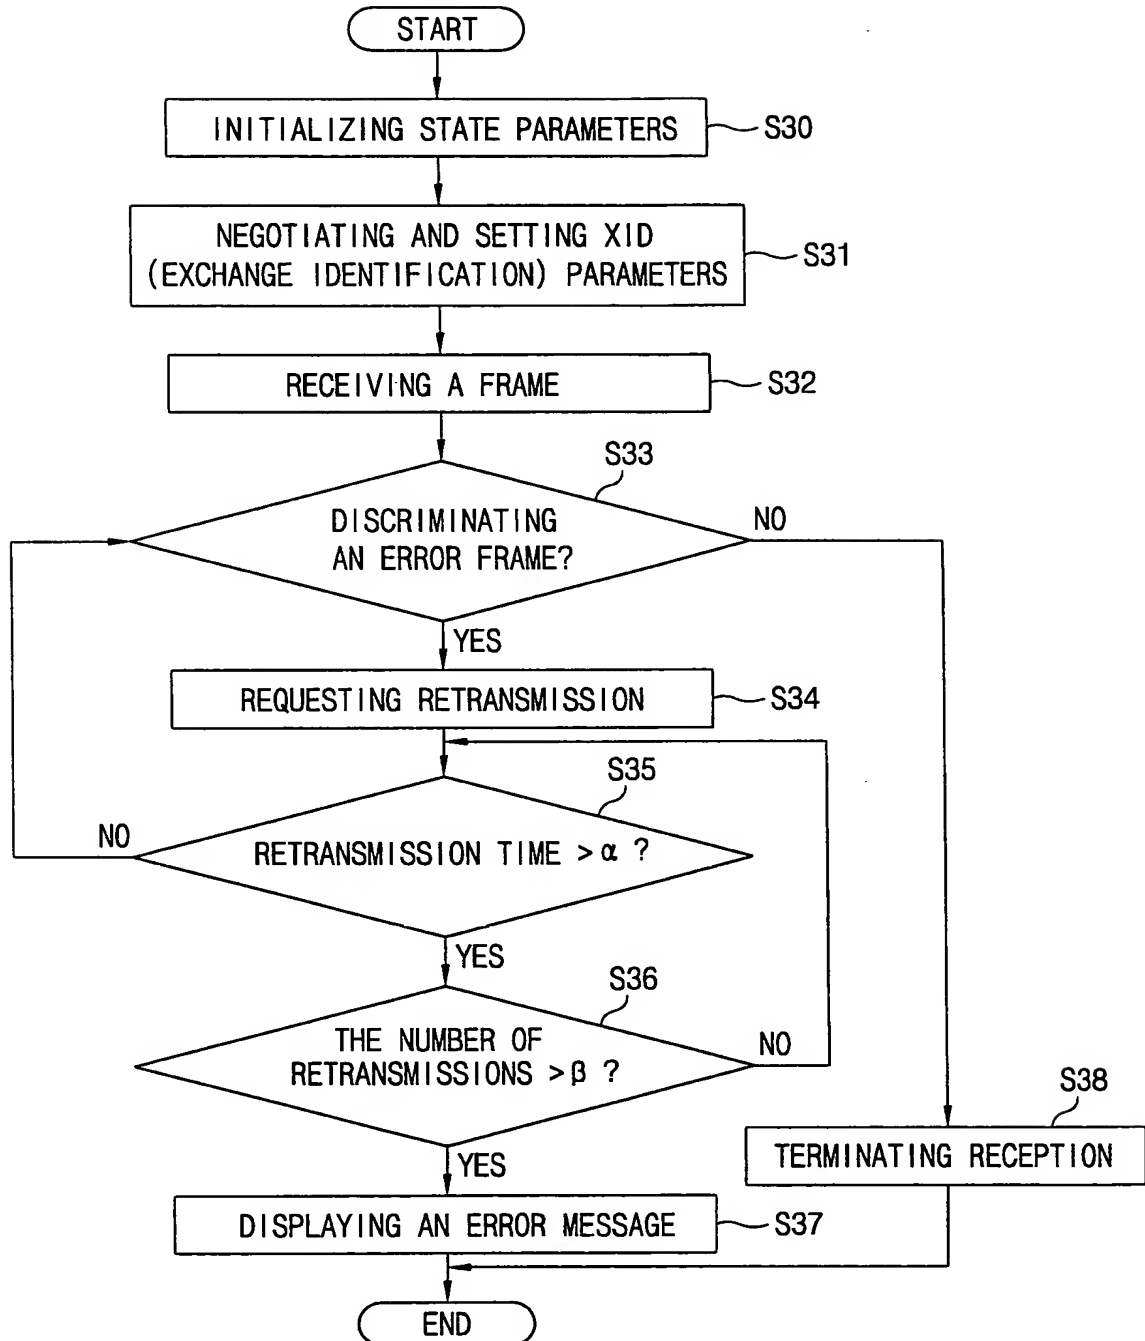 START
INITIALIZING STATE PARAMETERS
S30
NEGOTIATING AND SETTING XID
(EXCHANGE IDENTIFICATION) PARAMETERS
S31
RECEIVING A FRAME
S32
S33
DISCRIMINATING
AN ERROR FRAME?
NO
YES
REQUESTING RETRANSMISSION
S34
S35
NO
RETRANSMISSION TIME > α ?
YES
S36
THE NUMBER OF
RETRANSMISSIONS > β ?
NO
YES
S38
TERMINATING RECEPTION
DISPLAYING AN ERROR MESSAGE
S37
END